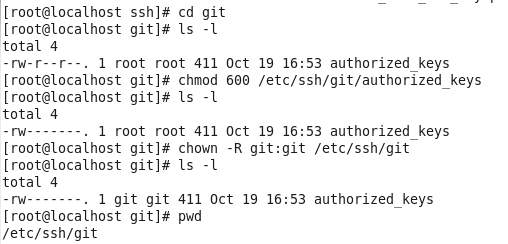 [root@localhost ssh]# cd git
[root@localhost git]# ls -l
total 4
-rw-r--r--. 1 root root 411 Oct 19 16:53 authorized_keys
[root@localhost git]# chmod 600 /etc/ssh/git/authorized_keys
[root@localhost git]# ls -l
total 4
-rw-------. 1 root root 411 Oct 19 16:53 authorized_keys
[root@localhost git]# chown -R git:git /etc/ssh/git
[root@localhost git]# ls -l
total 4
-rw-------. 1 git git 411 Oct 19 16:53 authorized_keys
[root@localhost git]# pwd
/etc/ssh/git